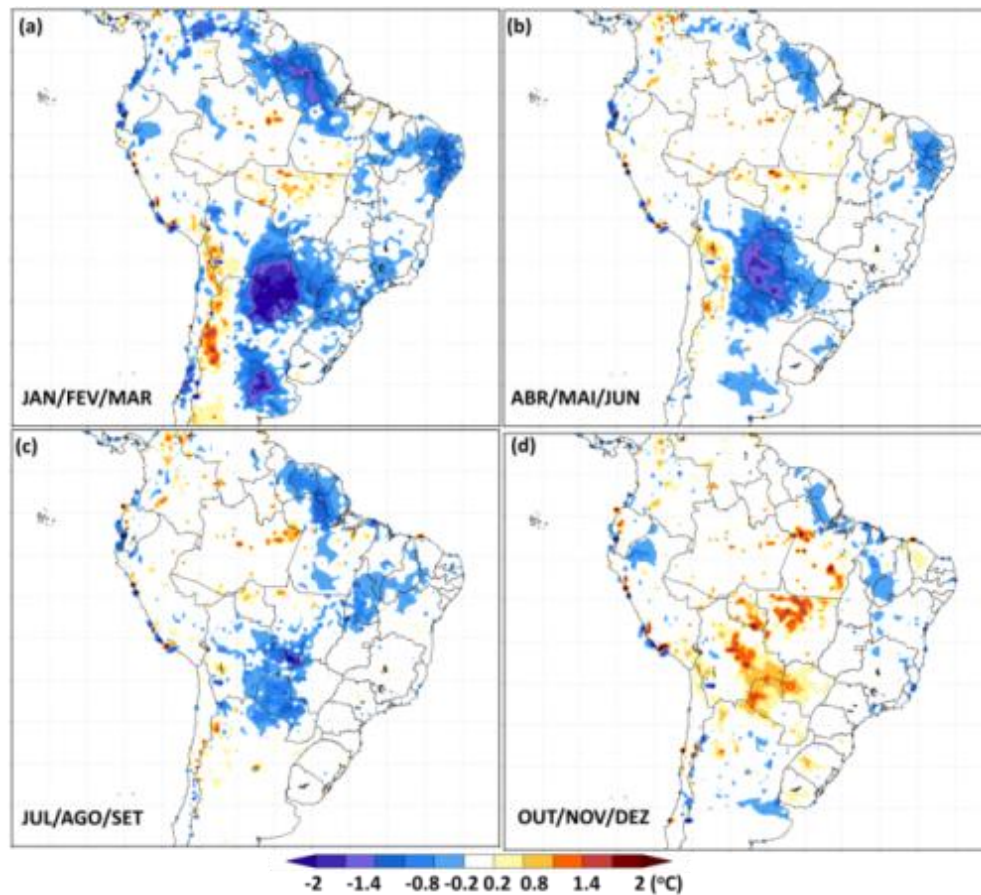 (a)
(b)
JAN/FEV/MAR
ABR/MAI/JUN
(c)
(d)
JUL/AGO/SET
OUT/NOV/DEZ
-2 -1.4 -0.8 -0.2 0.2 0.8 1.4 2 (°C)